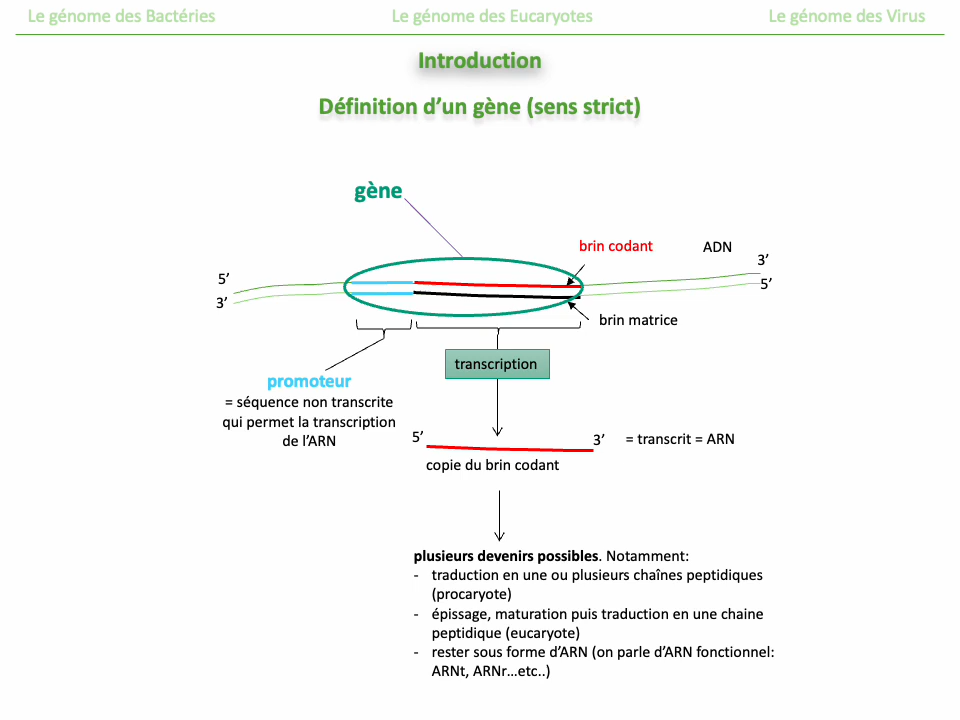 Le génome des Bactéries
Le génome des Eucaryotes
Le génome des Virus
Introduction
Définition d’un gène (sens strict)
gène
brin codant
ADN
3’
5’
5’
3’
brin matrice
transcription
promoteur
= séquence non transcrite
qui permet la transcription
de l’ARN
5’
3’
= transcrit = ARN
copie du brin codant
plusieurs devenirs possibles. Notamment:
- traduction en une ou plusieurs chaînes peptidiques
(procaryote)
- épissage, maturation puis traduction en une chaine
peptidique (eucaryote)
- rester sous forme d’ARN (on parle d’ARN fonctionnel:
ARNt, ARNr…etc..)